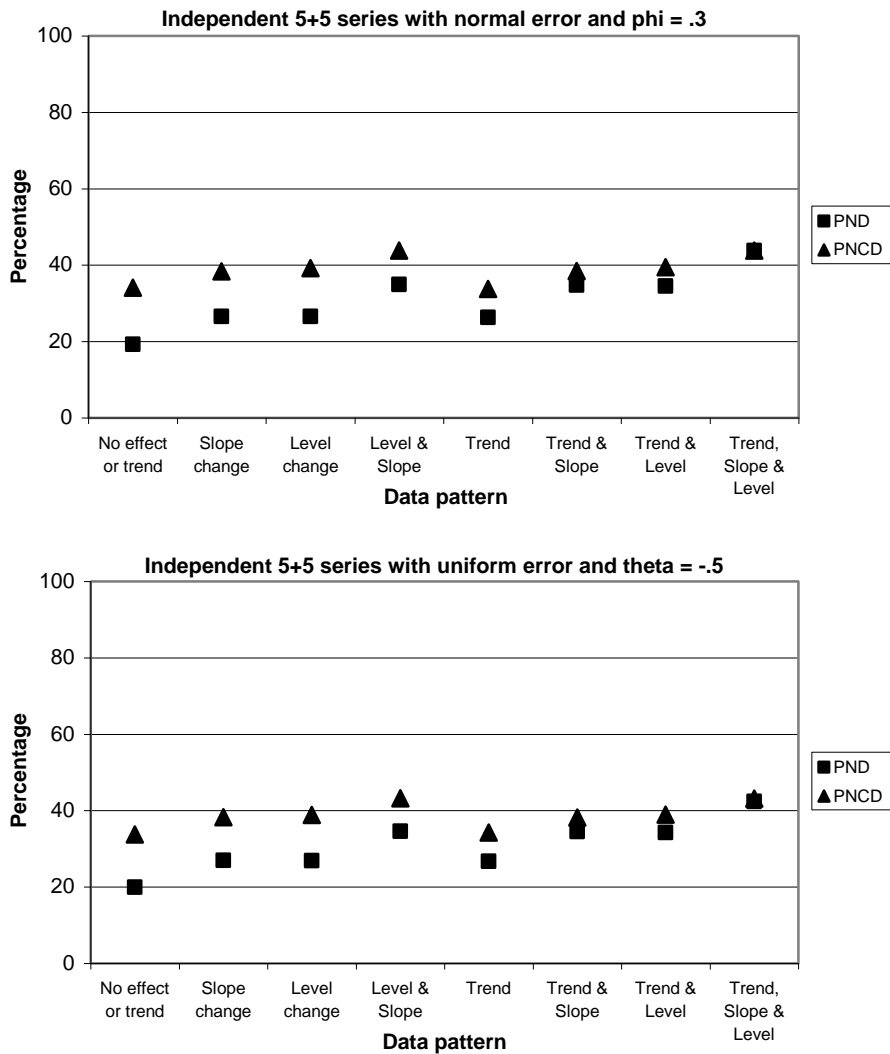 Independent 5+5 series with normal error and phi = .3
100
80
60
40
20
0
Percentage
No effect or trend
Slope change
Level change
Level & Slope
Trend
Trend & Slope
Trend & Level
Trend, Slope & Level
Data pattern
PND
PNCD
Independent 5+5 series with uniform error and theta = -.5
100
80
60
40
20
0
Percentage
No effect or trend
Slope change
Level change
Level & Slope
Trend
Trend & Slope
Trend & Level
Trend, Slope & Level
Data pattern
PND
PNCD